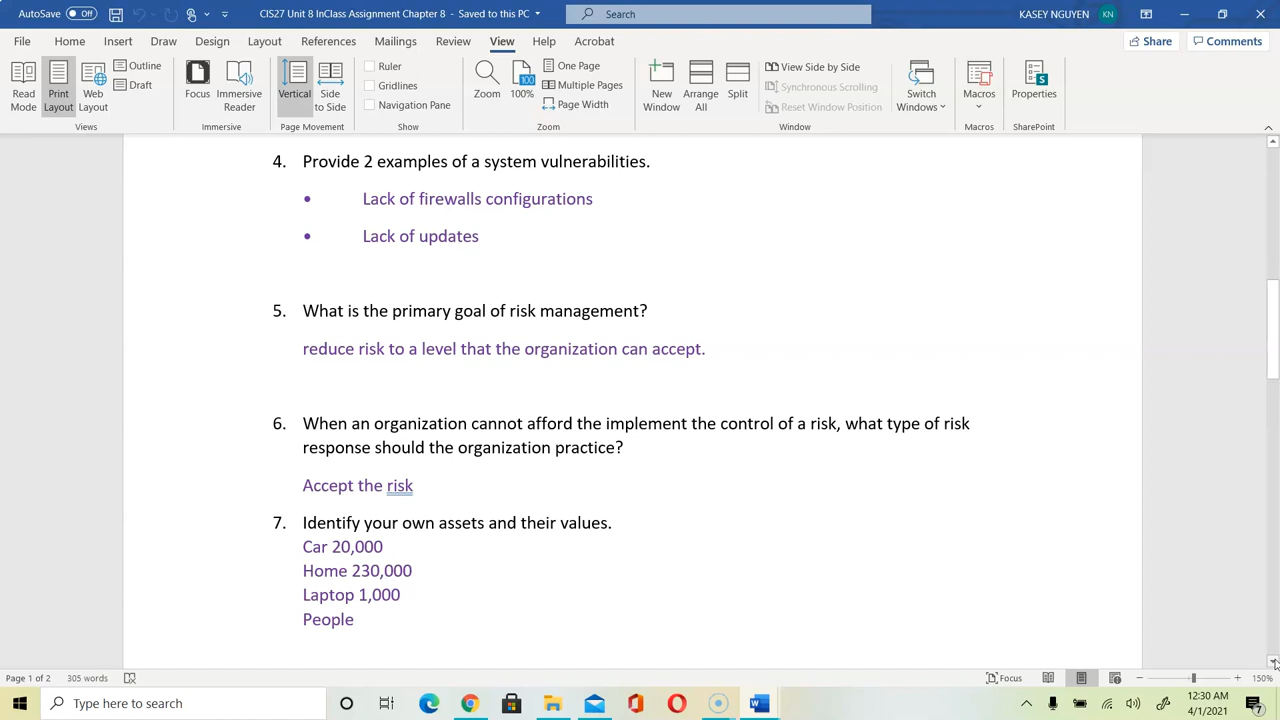 AutoSave Off
CIS27 Unit 8 InClass Assignment Chapter 8 - Saved to this PC
Search
KASEY NGUYEN KN
File Home Insert Draw Design Layout References Mailings Review View Help Acrobat
Share Comments
Read Mode
Print Layout
Web Layout
Outline
Draft
Views
Focus
Immersive Reader
Immersive
Vertical
Side to Side
Page Movement
Ruler
Gridlines
Navigation Pane
Show
Zoom
100
100%
One Page
Multiple Pages
Page Width
Zoom
New Window
Arrange All
Split
View Side by Side
Synchronous Scrolling
Reset Window Position
Switch Windows
Window
Macros
Macros
Properties
SharePoint
4. Provide 2 examples of a system vulnerabilities.
• Lack of firewalls configurations
• Lack of updates
5. What is the primary goal of risk management?
reduce risk to a level that the organization can accept.
6. When an organization cannot afford the implement the control of a risk, what type of risk
response should the organization practice?
Accept the risk
7. Identify your own assets and their values.
Car 20,000
Home 230,000
Laptop 1,000
People
Page 1 of 2 305 words
Focus
150%
Type here to search
12:30 AM
4/1/2021
7